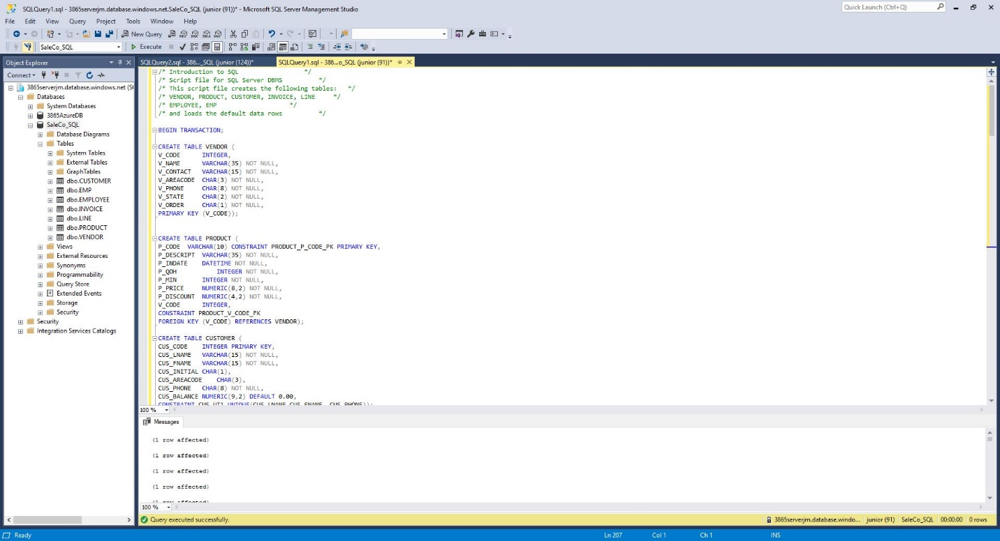 SQLQuery1.sql - 3865serverjm.database.windows.net.SaleCo_SQL (junior (91))* - Microsoft SQL Server Management Studio
Quick Launch (Ctrl+Q)
File Edit View Query Project Tools Window Help
New Query
SaleCo_SQL
Execute
Object Explorer
Connect
3865serverjm.database.windows.net (S
Databases
System Databases
3865AzureDB
SaleCo_SQL
Database Diagrams
Tables
System Tables
External Tables
GraphTables
dbo.CUSTOMER
dbo.EMP
dbo.EMPLOYEE
dbo.INVOICE
dbo.LINE
dbo.PRODUCT
dbo.VENDOR
Views
External Resources
Synonyms
Programmability
Query Store
Extended Events
Storage
Security
Security
Integration Services Catalogs
SQLQuery2.sql - 386..._SQL (junior (124))*
SQLQuery1.sql - 386...o_SQL (junior (91))*
/* Introduction to SQL */
/* Script file for SQL Server DBMS */
/* This script file creates the following tables: */
/* VENDOR, PRODUCT, CUSTOMER, INVOICE, LINE */
/* EMPLOYEE, EMP */
/* and loads the default data rows */
BEGIN TRANSACTION;
CREATE TABLE VENDOR (
V_CODE INTEGER,
V_NAME VARCHAR(35) NOT NULL,
V_CONTACT VARCHAR(15) NOT NULL,
V_AREACODE CHAR(3) NOT NULL,
V_PHONE CHAR(8) NOT NULL,
V_STATE CHAR(2) NOT NULL,
V_ORDER CHAR(1) NOT NULL,
PRIMARY KEY (V_CODE));
CREATE TABLE PRODUCT (
P_CODE VARCHAR(10) CONSTRAINT PRODUCT_P_CODE_PK PRIMARY KEY,
P_DESCRIPT VARCHAR(35) NOT NULL,
P_INDATE DATETIME NOT NULL,
P_QOH INTEGER NOT NULL,
P_MIN INTEGER NOT NULL,
P_PRICE NUMERIC(8,2) NOT NULL,
P_DISCOUNT NUMERIC(4,2) NOT NULL,
V_CODE INTEGER,
CONSTRAINT PRODUCT_V_CODE_FK
FOREIGN KEY (V_CODE) REFERENCES VENDOR);
CREATE TABLE CUSTOMER (
CUS_CODE INTEGER PRIMARY KEY,
CUS_LNAME VARCHAR(15) NOT NULL,
CUS_FNAME VARCHAR(15) NOT NULL,
CUS_INITIAL CHAR(1),
CUS_AREACODE CHAR(3),
CUS_PHONE CHAR(8) NOT NULL,
CUS_BALANCE NUMERIC(9,2) DEFAULT 0.00,
CONSTRAINT CUS_UI1 UNIQUE(CUS_LNAME,CUS_FNAME, CUS_PHONE));
100 %
Messages
(1 row affected)
(1 row affected)
(1 row affected)
(1 row affected)
(1 row affected)
100 %
Query executed successfully.
3865serverjm.database.windo... junior (91) SaleCo_SQL 00:00:00 0 rows
Ready Ln 207 Col 1 Ch 1 INS